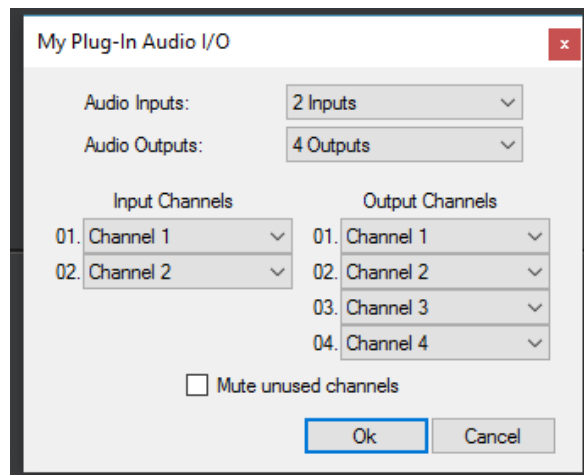 My Plug-In Audio I/O
x
Audio Inputs: 2 Inputs
Audio Outputs: 4 Outputs
Input Channels Output Channels
01. Channel 1 01. Channel 1
02. Channel 2 02. Channel 2
03. Channel 3
04. Channel 4
Mute unused channels
Ok Cancel